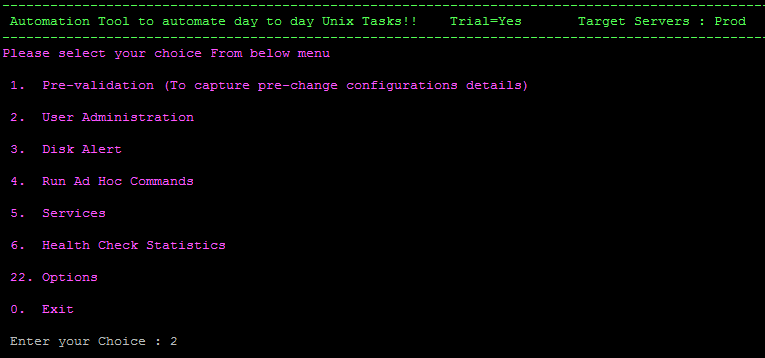 Automation Tool to automate day to day Unix Tasks!! Trial=Yes Target Servers : Prod
Please select your choice From below menu
1. Pre-validation (To capture pre-change configurations details)
2. User Administration
3. Disk Alert
4. Run Ad Hoc Commands
5. Services
6. Health Check Statistics
22. Options
0. Exit
Enter your Choice : 2